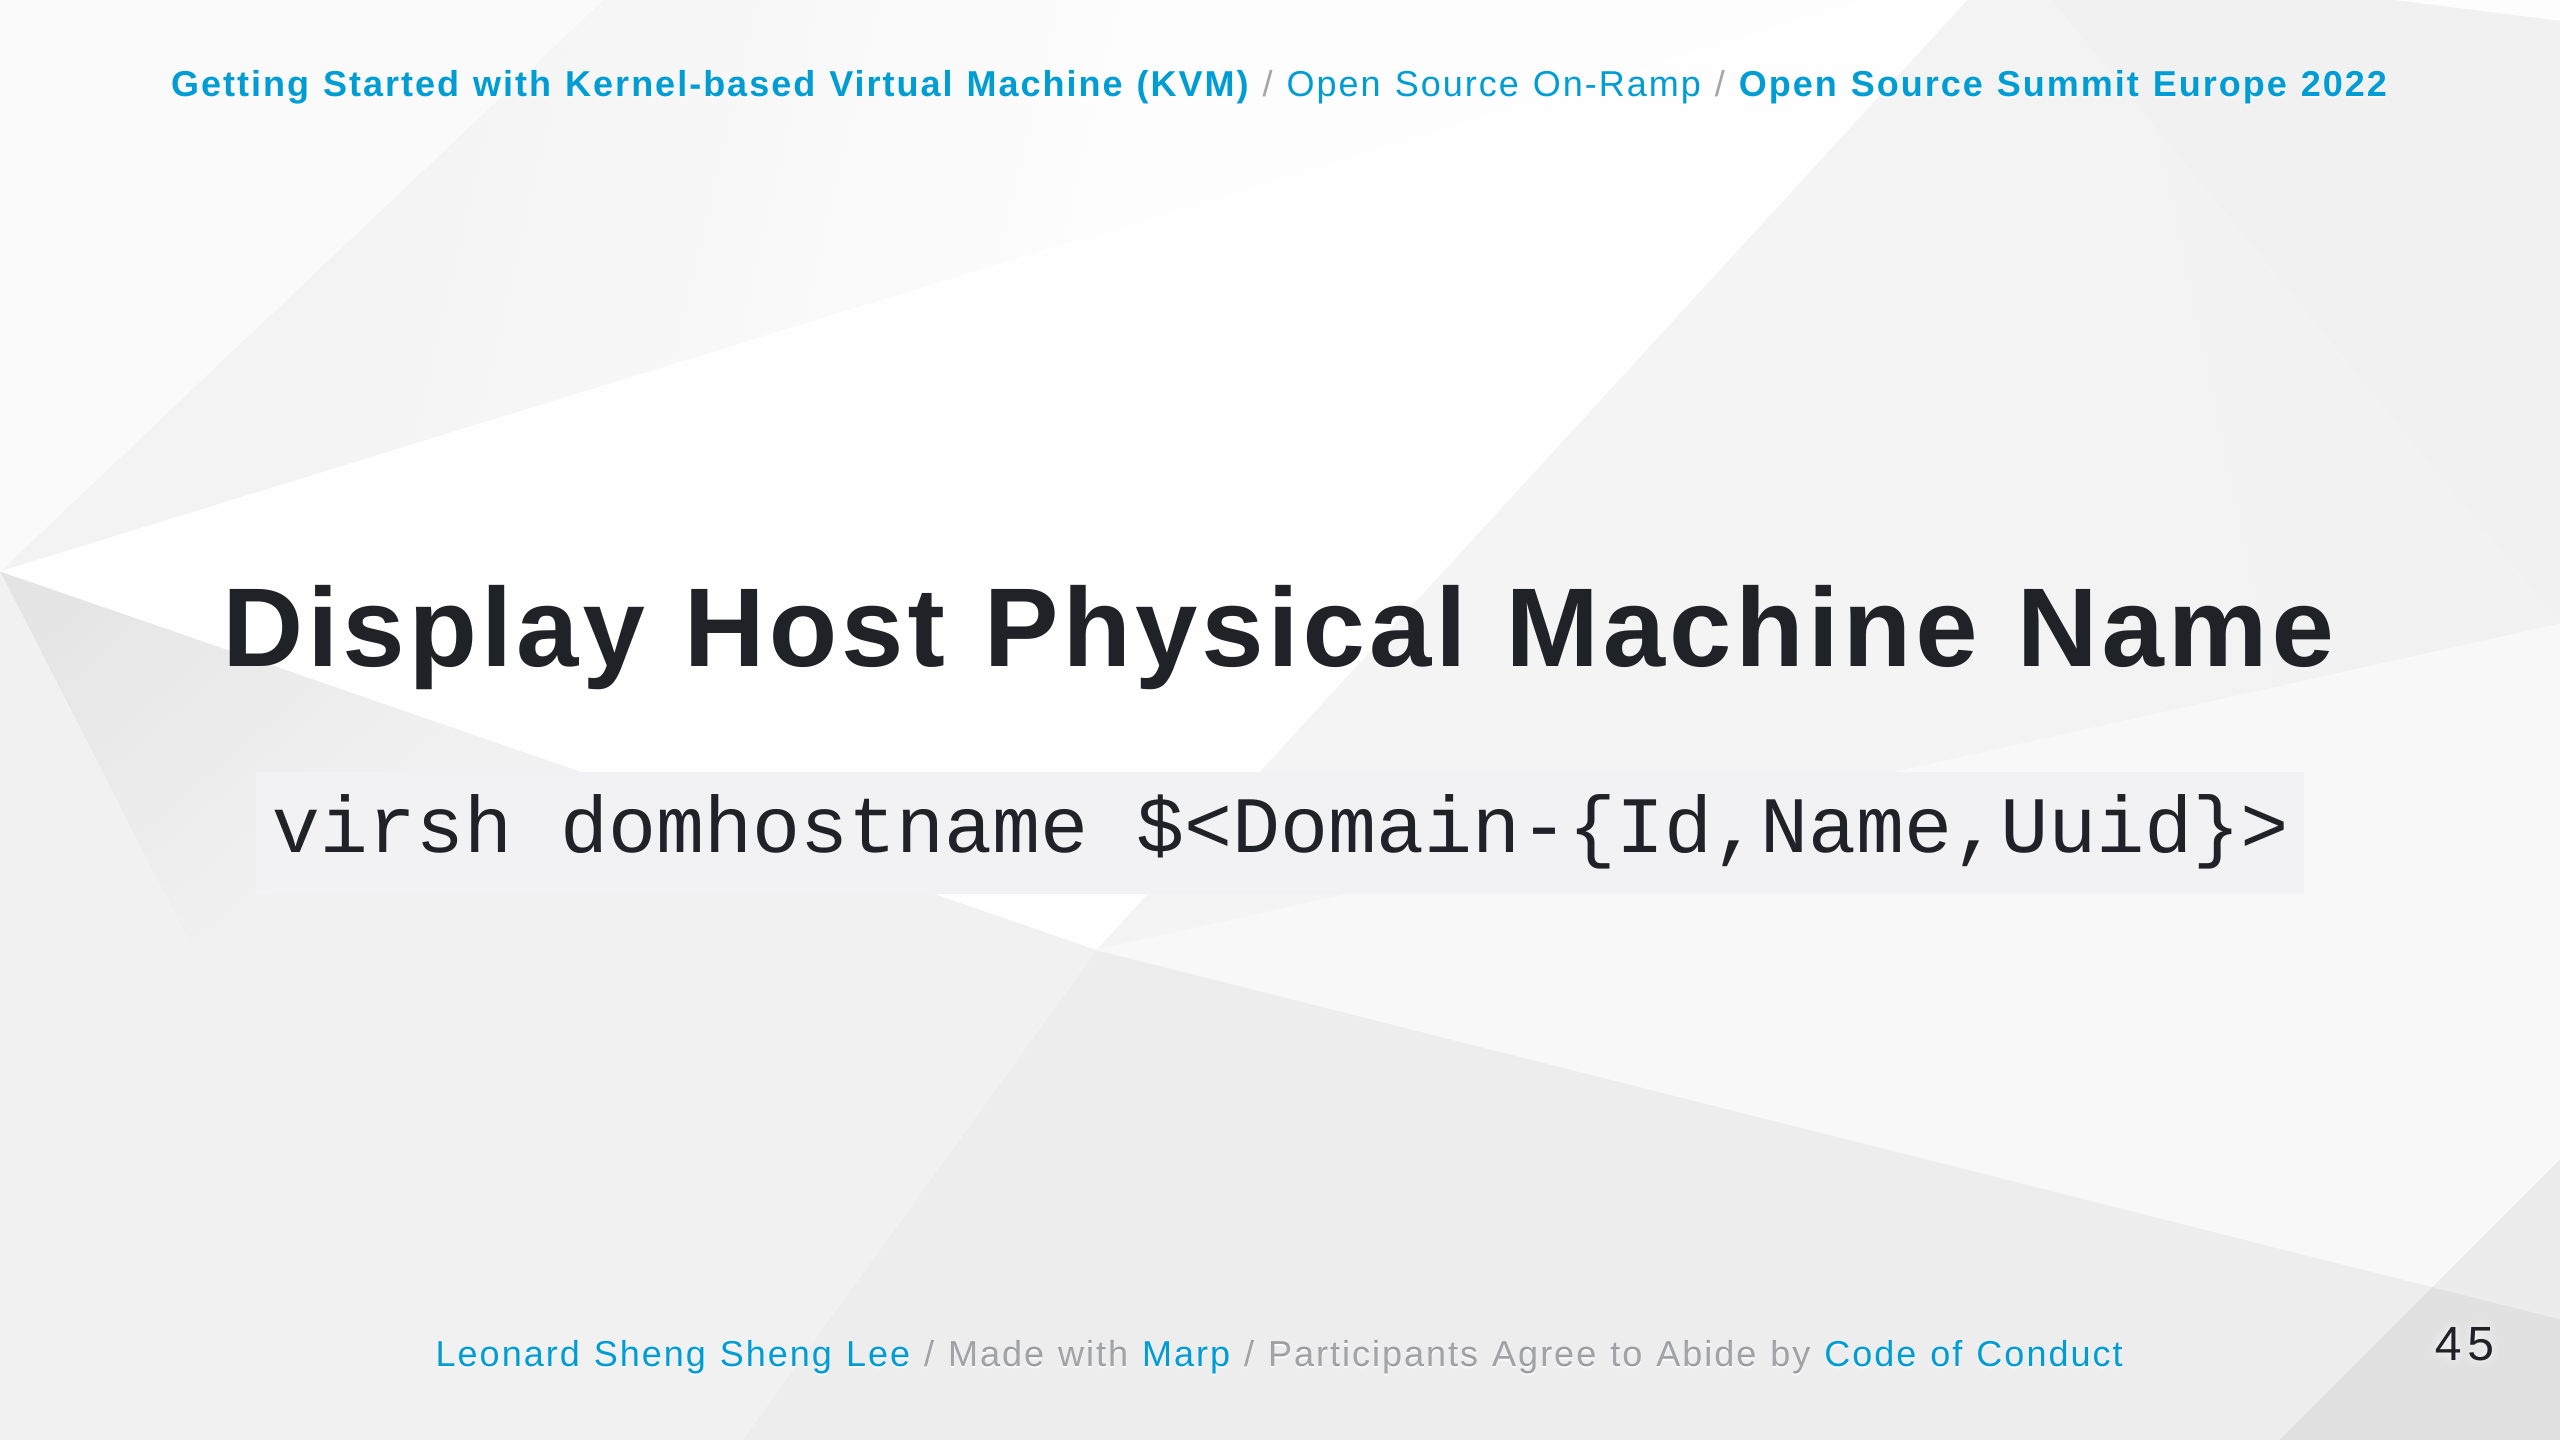 Getting Started with Kernel-based Virtual Machine (KVM) / Open Source On-Ramp / Open Source Summit Europe 2022
Display Host Physical Machine Name
virsh domhostname $<Domain-{Id,Name,Uuid}>
Leonard Sheng Sheng Lee / Made with Marp / Participants Agree to Abide by Code of Conduct
45